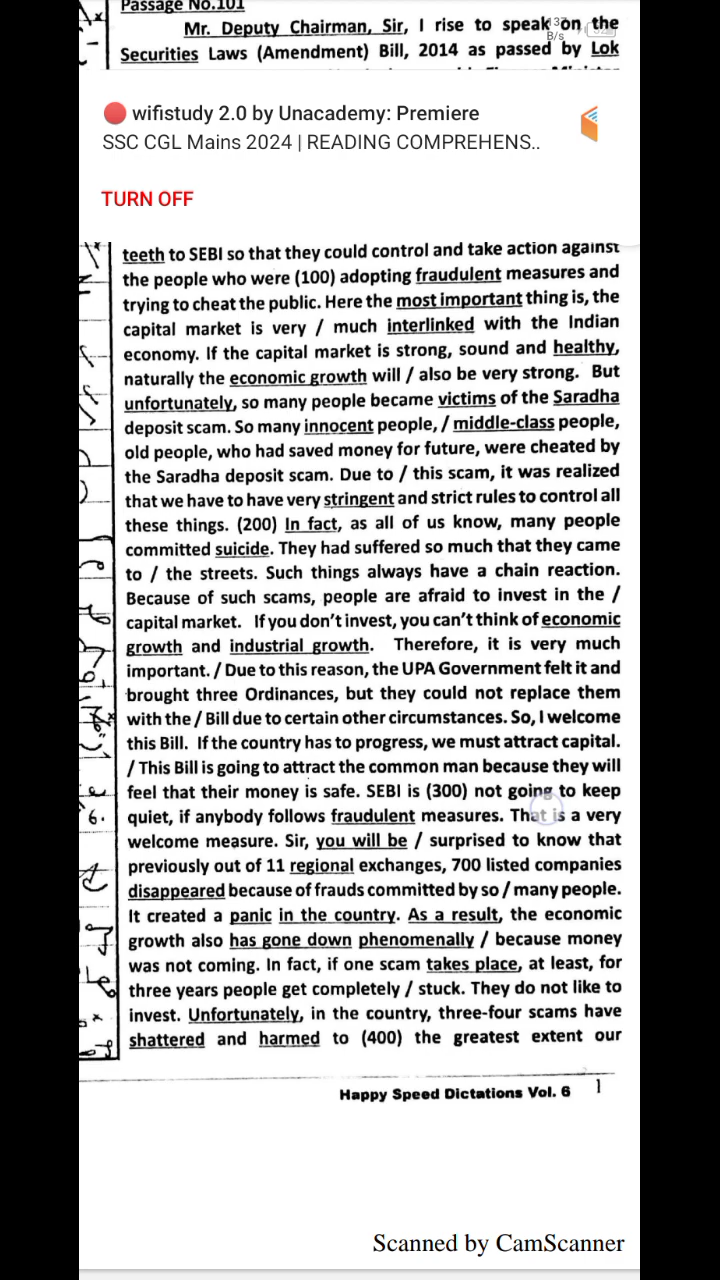 Passage No.101
Mr. Deputy Chairman, Sir, I rise to speak on the
B/s
Securities Laws (Amendment) Bill, 2014 as passed by Lok
wifistudy 2.0 by Unacademy: Premiere
SSC CGL Mains 2024 | READING COMPREHENS..
TURN OFF
teeth to SEBI so that they could control and take action against
the people who were (100) adopting fraudulent measures and
trying to cheat the public. Here the most important thing is, the
capital market is very / much interlinked with the Indian
economy. If the capital market is strong, sound and healthy,
naturally the economic growth will / also be very strong. But
unfortunately, so many people became victims of the Saradha
deposit scam. So many innocent people, / middle-class people,
old people, who had saved money for future, were cheated by
the Saradha deposit scam. Due to / this scam, it was realized
that we have to have very stringent and strict rules to control all
these things. (200) In fact, as all of us know, many people
committed suicide. They had suffered so much that they came
to / the streets. Such things always have a chain reaction.
Because of such scams, people are afraid to invest in the /
capital market. If you don't invest, you can't think of economic
growth and industrial growth. Therefore, it is very much
important. / Due to this reason, the UPA Government felt it and
brought three Ordinances, but they could not replace them
with the / Bill due to certain other circumstances. So, I welcome
this Bill. If the country has to progress, we must attract capital.
/ This Bill is going to attract the common man because they will
feel that their money is safe. SEBI is (300) not going to keep
quiet, if anybody follows fraudulent measures. That is a very
welcome measure. Sir, you will be / surprised to know that
previously out of 11 regional exchanges, 700 listed companies
disappeared because of frauds committed by so / many people.
It created a panic in the country. As a result, the economic
growth also has gone down phenomenally / because money
was not coming. In fact, if one scam takes place, at least, for
three years people get completely / stuck. They do not like to
invest. Unfortunately, in the country, three-four scams have
shattered and harmed to (400) the greatest extent our
Happy Speed Dictations Vol. 6 1
Scanned by CamScanner